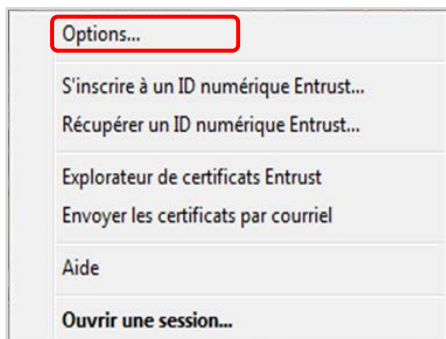 Options...
S'inscrire à un ID numérique Entrust...
Récupérer un ID numérique Entrust...
Explorateur de certificats Entrust
Envoyer les certificats par courriel
Aide
Ouvrir une session...